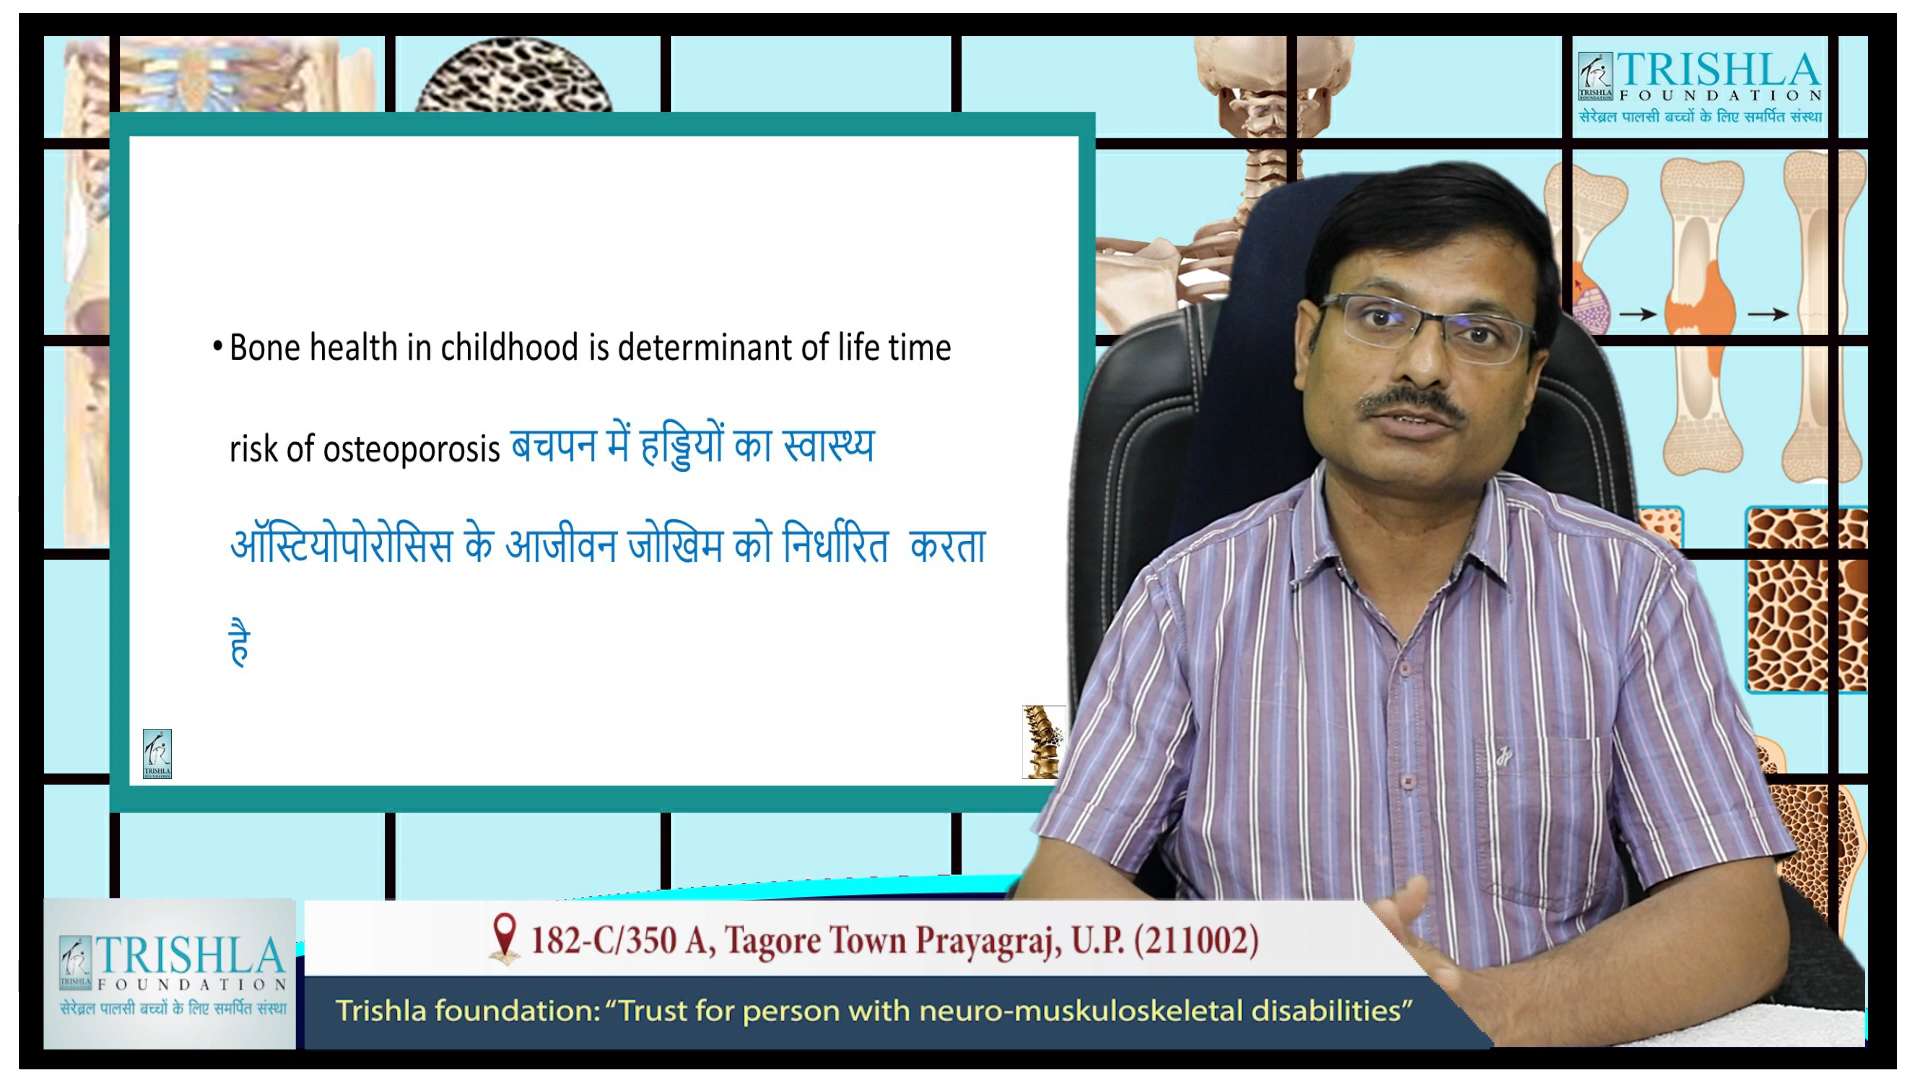 TRISHLA
FOUNDATION
सेरेब्रल पालसी बच्चों के लिए समर्पित संस्था
• Bone health in childhood is determinant of life time
risk of osteoporosis बचपन में हड्डियों का स्वास्थ्य
ऑस्टियोपोरोसिस के आजीवन जोखिम को निर्धारित करता
है
TRISHLA
182-C/350 A, Tagore Town Prayagraj, U.P. (211002)
TRISHLA
FOUNDATION
सेरेब्रल पालसी बच्चों के लिए समर्पित संस्था
Trishla foundation: “Trust for person with neuro-muskuloskeletal disabilities”